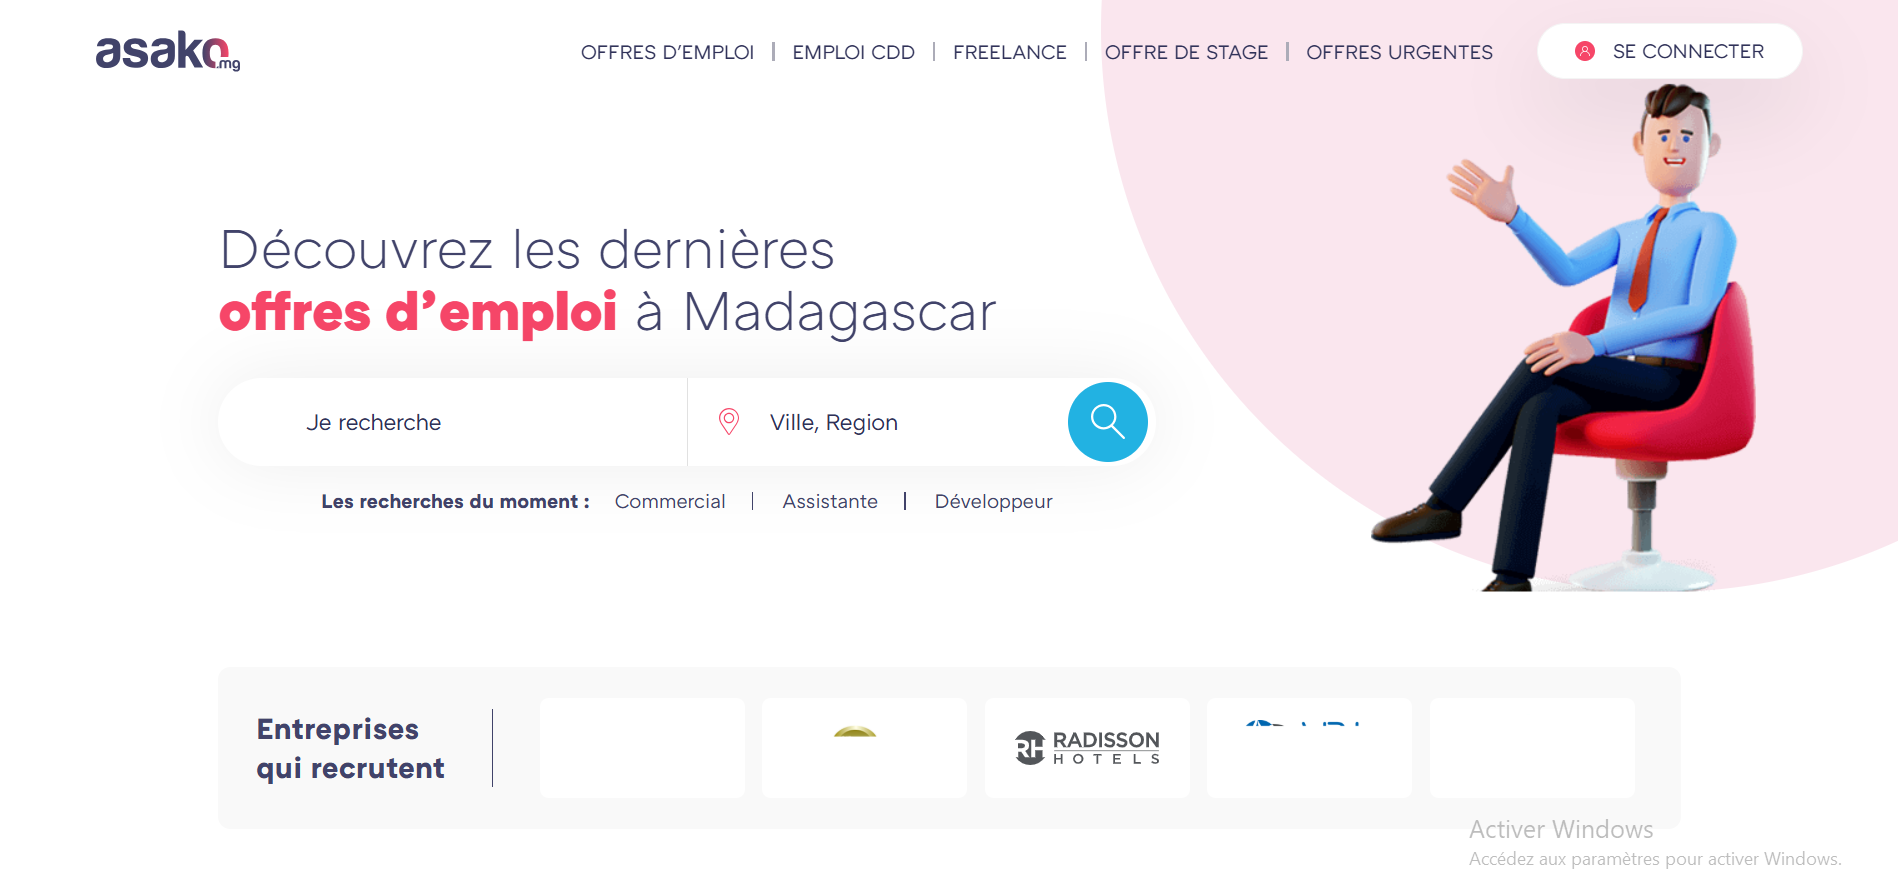 asako.mg
OFFRES D’EMPLOI | EMPLOI CDD | FREELANCE | OFFRE DE STAGE | OFFRES URGENTES
SE CONNECTER
Découvrez les dernières
offres d’emploi à Madagascar
Je recherche
Ville, Region
Les recherches du moment : Commercial | Assistante | Développeur
Entreprises
qui recrutent
RH RADISSON
HOTELS
Activer Windows
Accédez aux paramètres pour activer Windows.